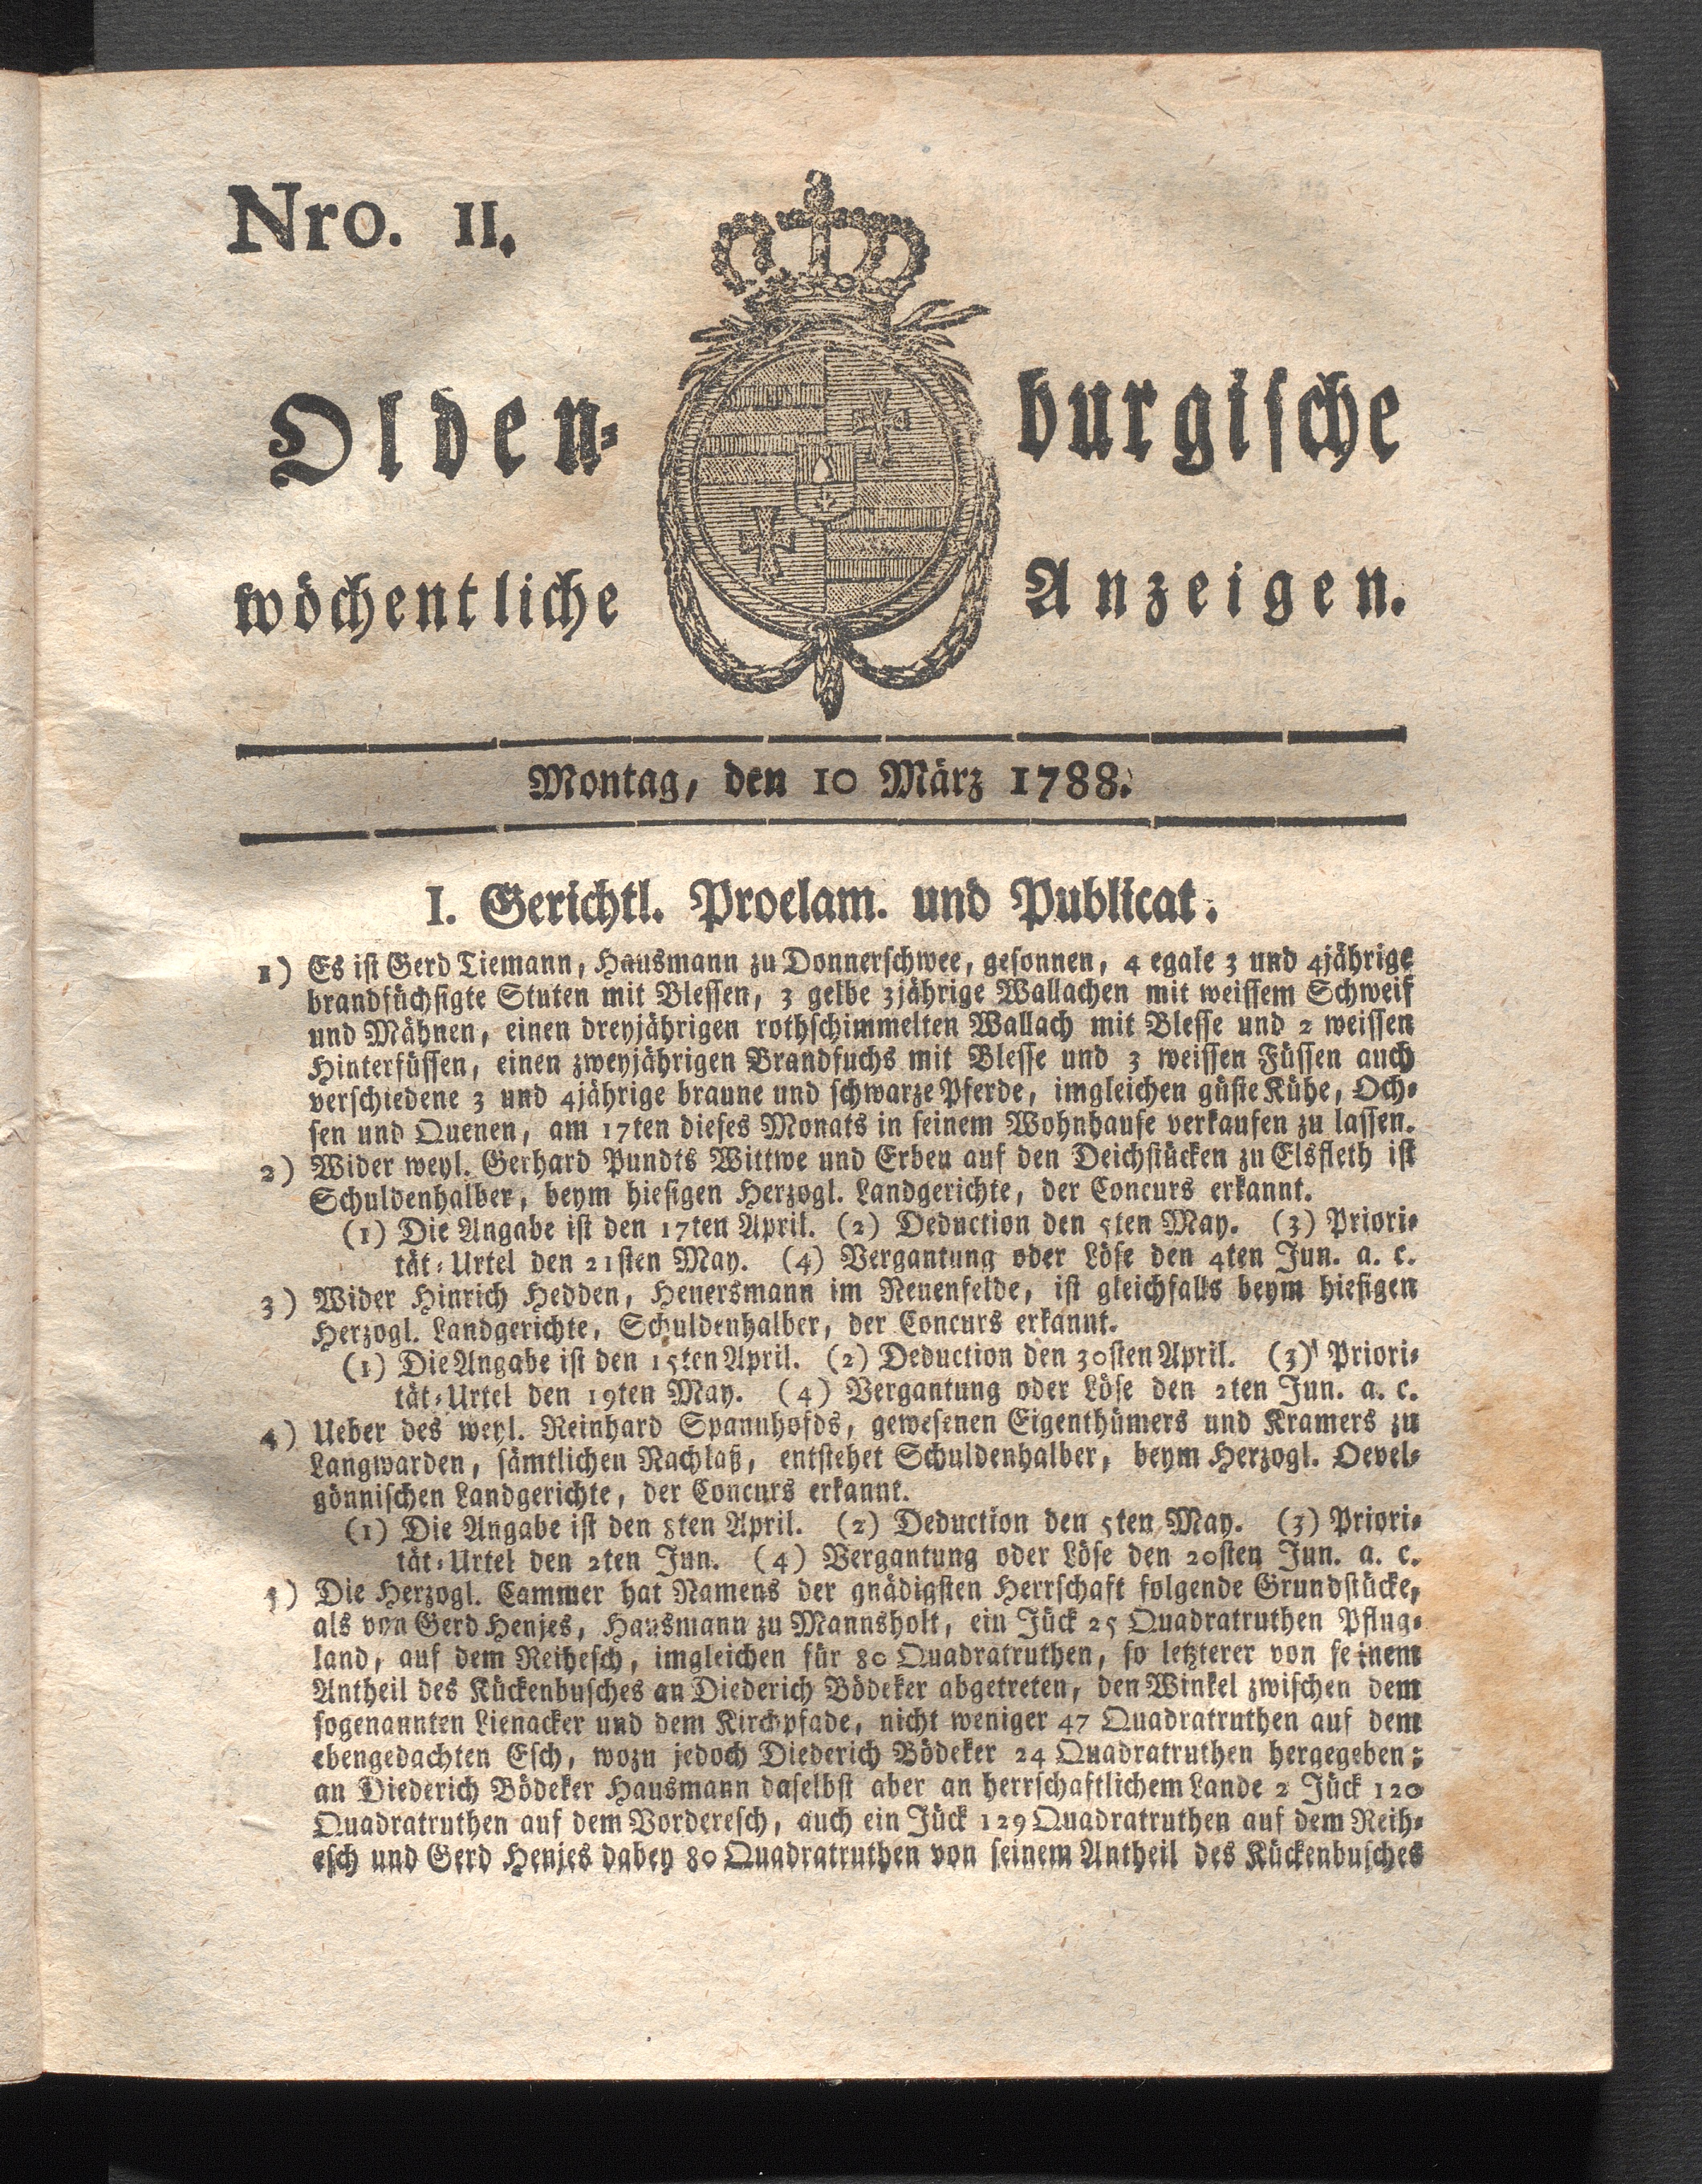 Nro. 11.
Olden-burgische
wöchentliche Anzeigen.
Montag, den 10 März 1788.
I. Gerichtl. Proelam. und Publicat.
1) Es ist Gerd Tiemann, Hausmann zu Donnerschwee, gesonnen, 4 egale 3 und 4jährige
brandfüchsigte Stuten mit Blessen, 3 gelbe 3jährige Wallachen mit weissem Schweif
und Mähnen, einen dreyjährigen rothschimmelten Wallach mit Blesse und 2 weissen
Hinterfüssen, einen zweyjährigen Brandfuchs mit Blesse und 3 weissen Füssen auch
verschiedene 3 und 4jährige braune und schwarze Pferde, imgleichen güste Kühe, Och-
sen und Quenen, am 17ten dieses Monats in seinem Wohnhause verkaufen zu lassen.
2) Wider weyl. Gerhard Pundts Wittwe und Erben auf den Deichstücken zu Elsfleth ist
Schuldenhalber, beym hiesigen Herzogl. Landgerichte, der Concurs erkannt.
(1) Die Angabe ist den 17ten April. (2) Deduction den 5ten May. (3) Priori-
tät-Urtel den 21sten May. (4) Vergantung oder Löse den 4ten Jun. a. c.
3) Wider Hinrich Hedden, Heuersmann im Neuenfelde, ist gleichfalls beym hiesigen
Herzogl. Landgerichte, Schuldenhalber, der Concurs erkannt.
(1) Die Angabe ist den 15ten April. (2) Deduction den 30sten April. (3) Priori-
tät-Urtel den 19ten May. (4) Vergantung oder Löse den 2ten Jun. a. c.
4) Ueber des weyl. Reinhard Spannhofds, gewesenen Eigenthümers und Kramers zu
Langwarden, sämtlichen Nachlaß, entstehet Schuldenhalber, beym Herzogl. Oevel-
gönnischen Landgerichte, der Concurs erkannt.
(1) Die Angabe ist den 8ten April. (2) Deduction den 5ten May. (3) Priori-
tät-Urtel den 2ten Jun. (4) Vergantung oder Löse den 20sten Jun. a. c.
5) Die Herzogl. Cammer hat Namens der gnädigsten Herrschaft folgende Grundstücke,
als von Gerd Henjes, Hausmann zu Mannsholt, ein Jück 25 Quadratruthen Pflug-
land, auf dem Reihesch, imgleichen für 80 Quadratruthen, so letzterer von seinem
Antheil des Kückenbusches an Diederich Bödeker abgetreten, den Winkel zwischen dem
sogenannten Lienacker und dem Kirchpfade, nicht weniger 47 Quadratruthen auf dem
ebengedachten Esch, wozu jedoch Diederich Bödeker 24 Quadratruthen hergegeben;
an Diederich Bödeker Hausmann daselbst aber an herrschaftlichem Lande 2 Jück 120
Quadratruthen auf dem Vorderesch, auch ein Jück 129 Quadratruthen auf dem Reih-
esch und Gerd Henjes dabey 80 Quadratruthen von seinem Antheil des Kückenbusches